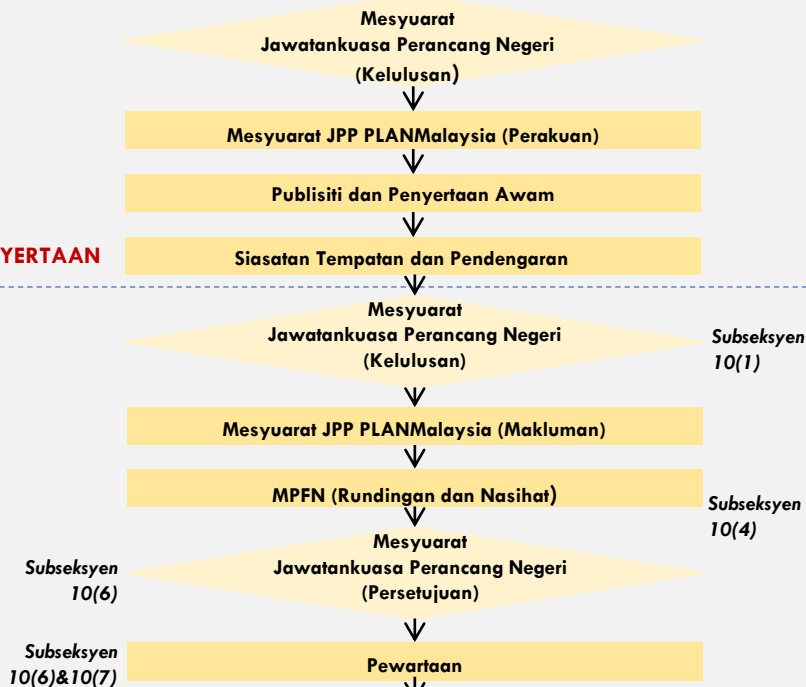 Mesyuarat
Jawatankuasa Perancang Negeri
(Kelulusan)
Mesyuarat JPP PLANMalaysia (Perakuan)
Publisiti dan Penyertaan Awam
YERTAAN
Siasatan Tempatan dan Pendengaran
Mesyuarat
Jawatankuasa Perancang Negeri
(Kelulusan)
Subseksyen
10(1)
Mesyuarat JPP PLANMalaysia (Makluman)
MPFN (Rundingan dan Nasihat)
Subseksyen
10(4)
Mesyuarat
Jawatankuasa Perancang Negeri
(Persetujuan)
Subseksyen
10(6)
Subseksyen
10(6)&10(7)
Pewartaan